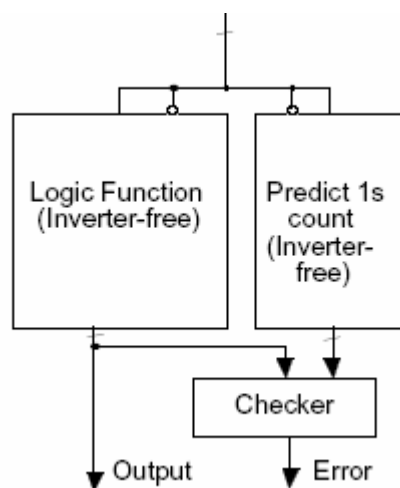 Logic Function
(Inverter-free)
Predict 1s
count
(Inverter-
free)
Checker
Output
Error